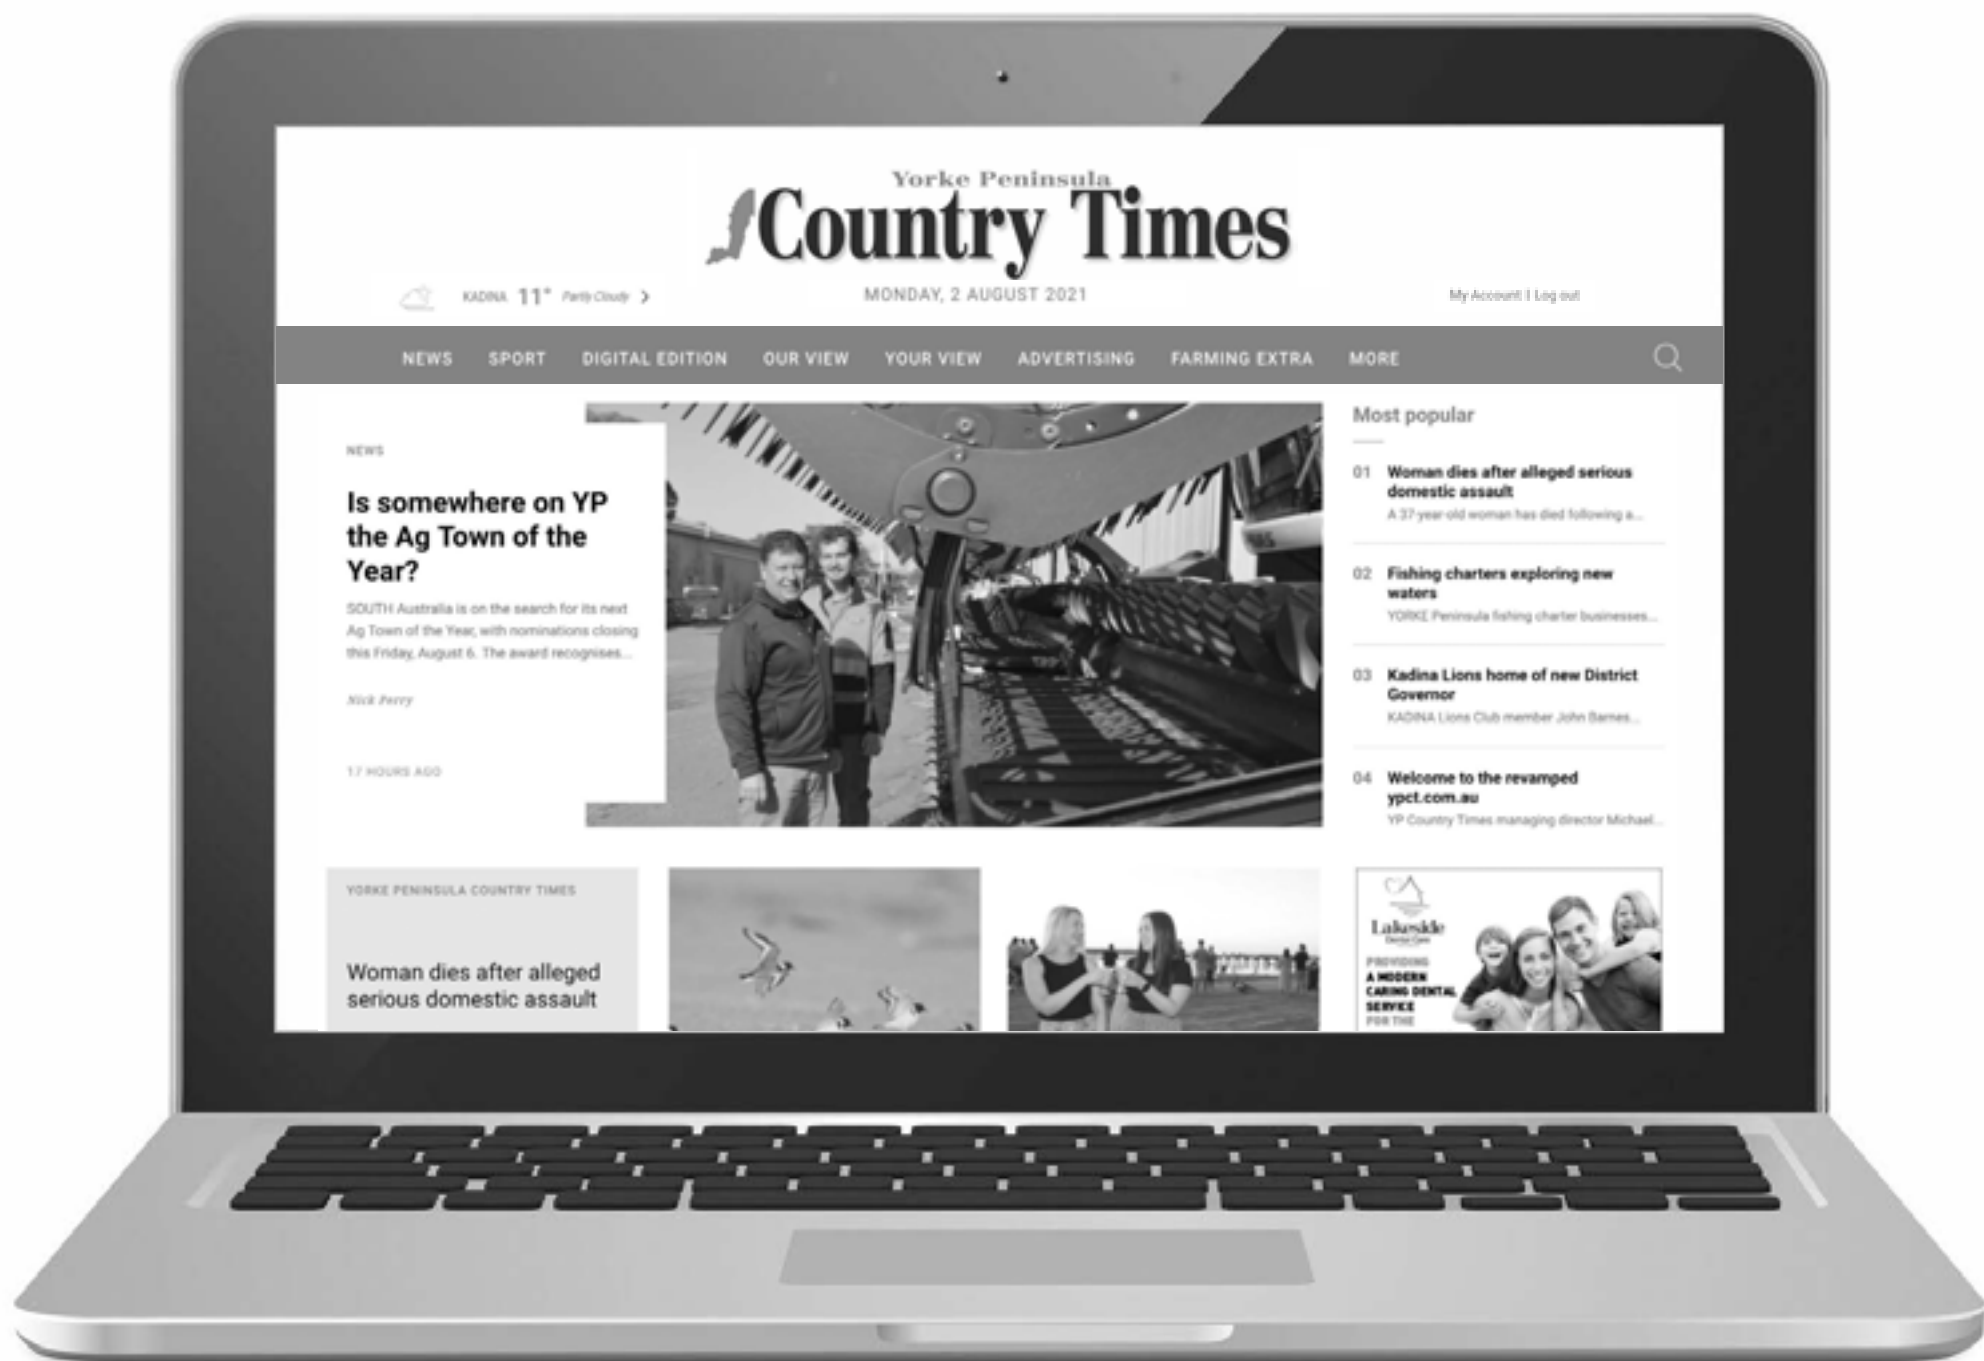 Yorke Peninsula
Country Times
KADINA 11° Partly Cloudy
MONDAY, 2 AUGUST 2021
My Account | Log out
NEWS SPORT DIGITAL EDITION OUR VIEW YOUR VIEW ADVERTISING FARMING EXTRA MORE
NEWS
Is somewhere on YP
the Ag Town of the
Year?
SOUTH Australia is on the search for its next
Ag Town of the Year, with nominations closing
this Friday, August 6. The award recognises...
Nick Perry
17 HOURS AGO
Most popular
01 Woman dies after alleged serious
domestic assault
A 37-year-old woman has died following a...
02 Fishing charters exploring new
waters
YORKE Peninsula fishing charter businesses...
03 Kadina Lions home of new District
Governor
KADINA Lions Club member John Barnes...
04 Welcome to the revamped
ypct.com.au
YP Country Times managing director Michael...
YORKE PENINSULA COUNTRY TIMES
Woman dies after alleged
serious domestic assault
Lakeside
Dental Care
PROVIDING
A MODERN
CARING DENTAL
SERVICE
FOR THE